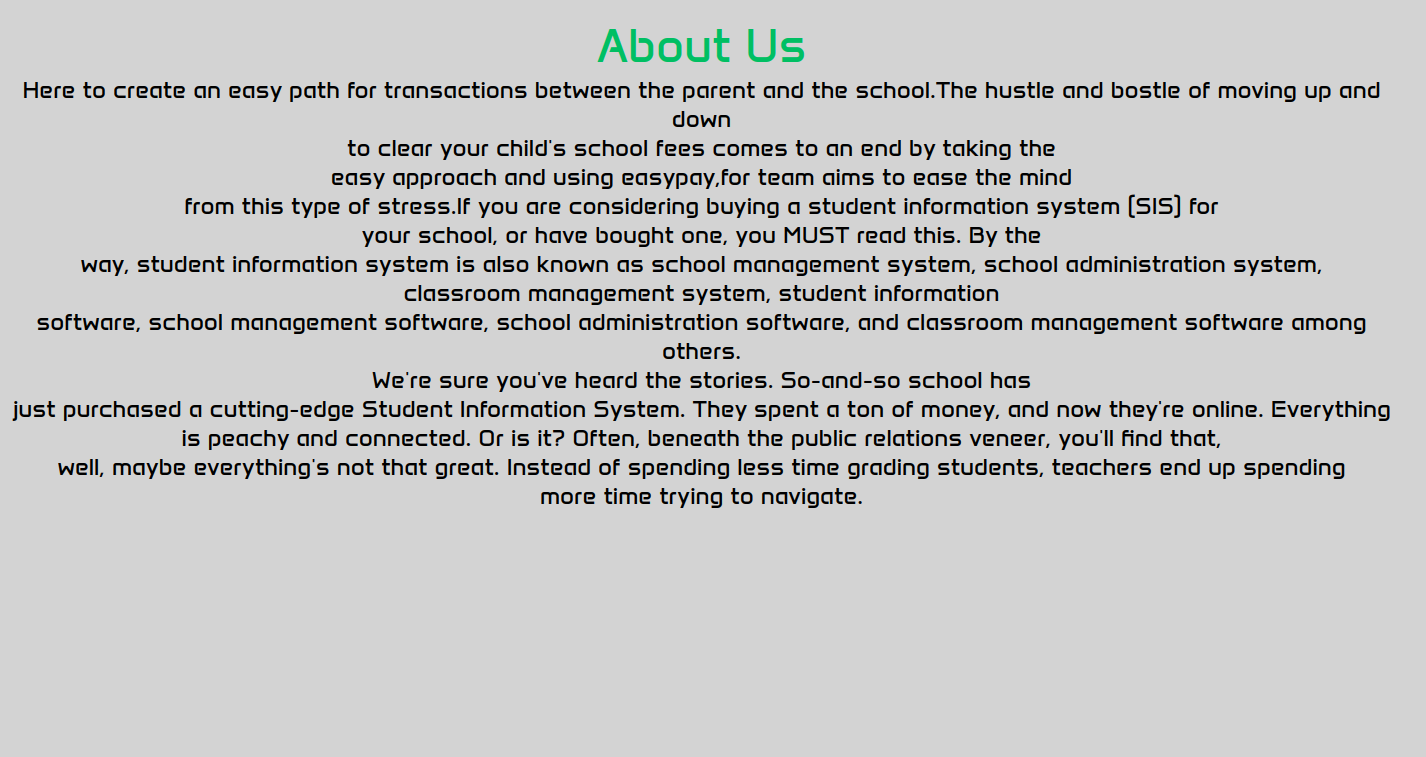 About Us
Here to create an easy path for transactions between the parent and the school.The hustle and bostle of moving up and
down
to clear your child's school fees comes to an end by taking the
easy approach and using easypay,for team aims to ease the mind
from this type of stress.If you are considering buying a student information system (SIS) for
your school, or have bought one, you MUST read this. By the
way, student information system is also known as school management system, school administration system,
classroom management system, student information
software, school management software, school administration software, and classroom management software among
others.
We're sure you've heard the stories. So-and-so school has
just purchased a cutting-edge Student Information System. They spent a ton of money, and now they're online. Everything
is peachy and connected. Or is it? Often, beneath the public relations veneer, you'll find that,
well, maybe everything's not that great. Instead of spending less time grading students, teachers end up spending
more time trying to navigate.